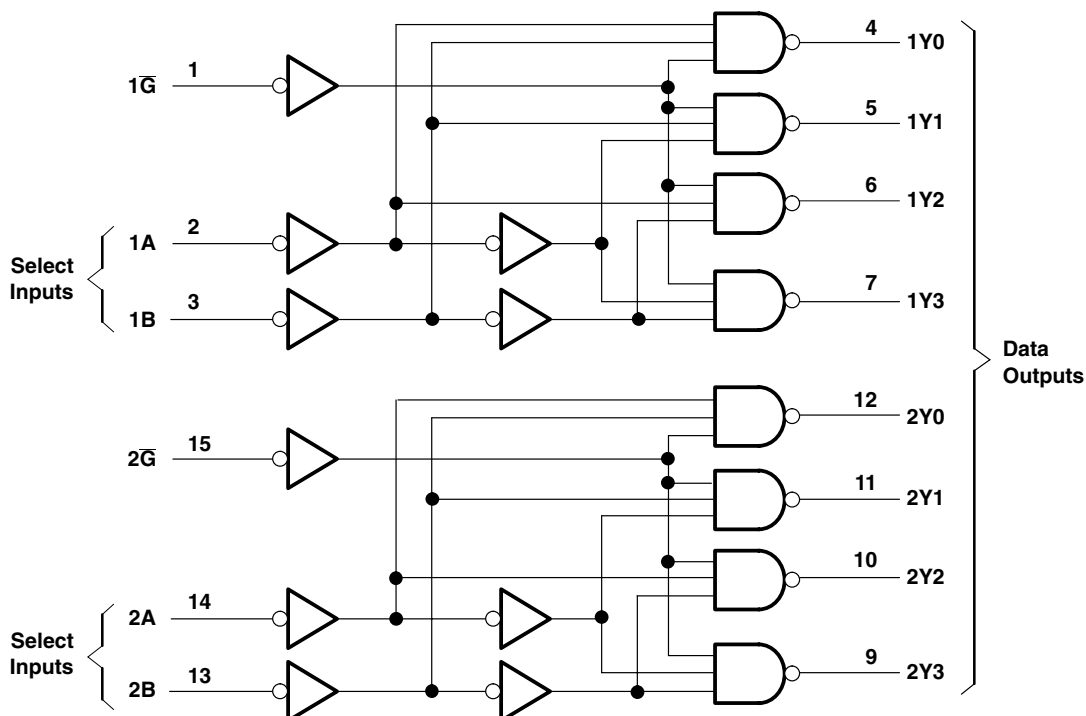 4
1Y0
1G̅
1
5
1Y1
6
1Y2
Select
Inputs
1A
2
1B
3
7
1Y3
Data
Outputs
12
2Y0
2G̅
15
11
2Y1
10
2Y2
Select
Inputs
2A
14
2B
13
9
2Y3